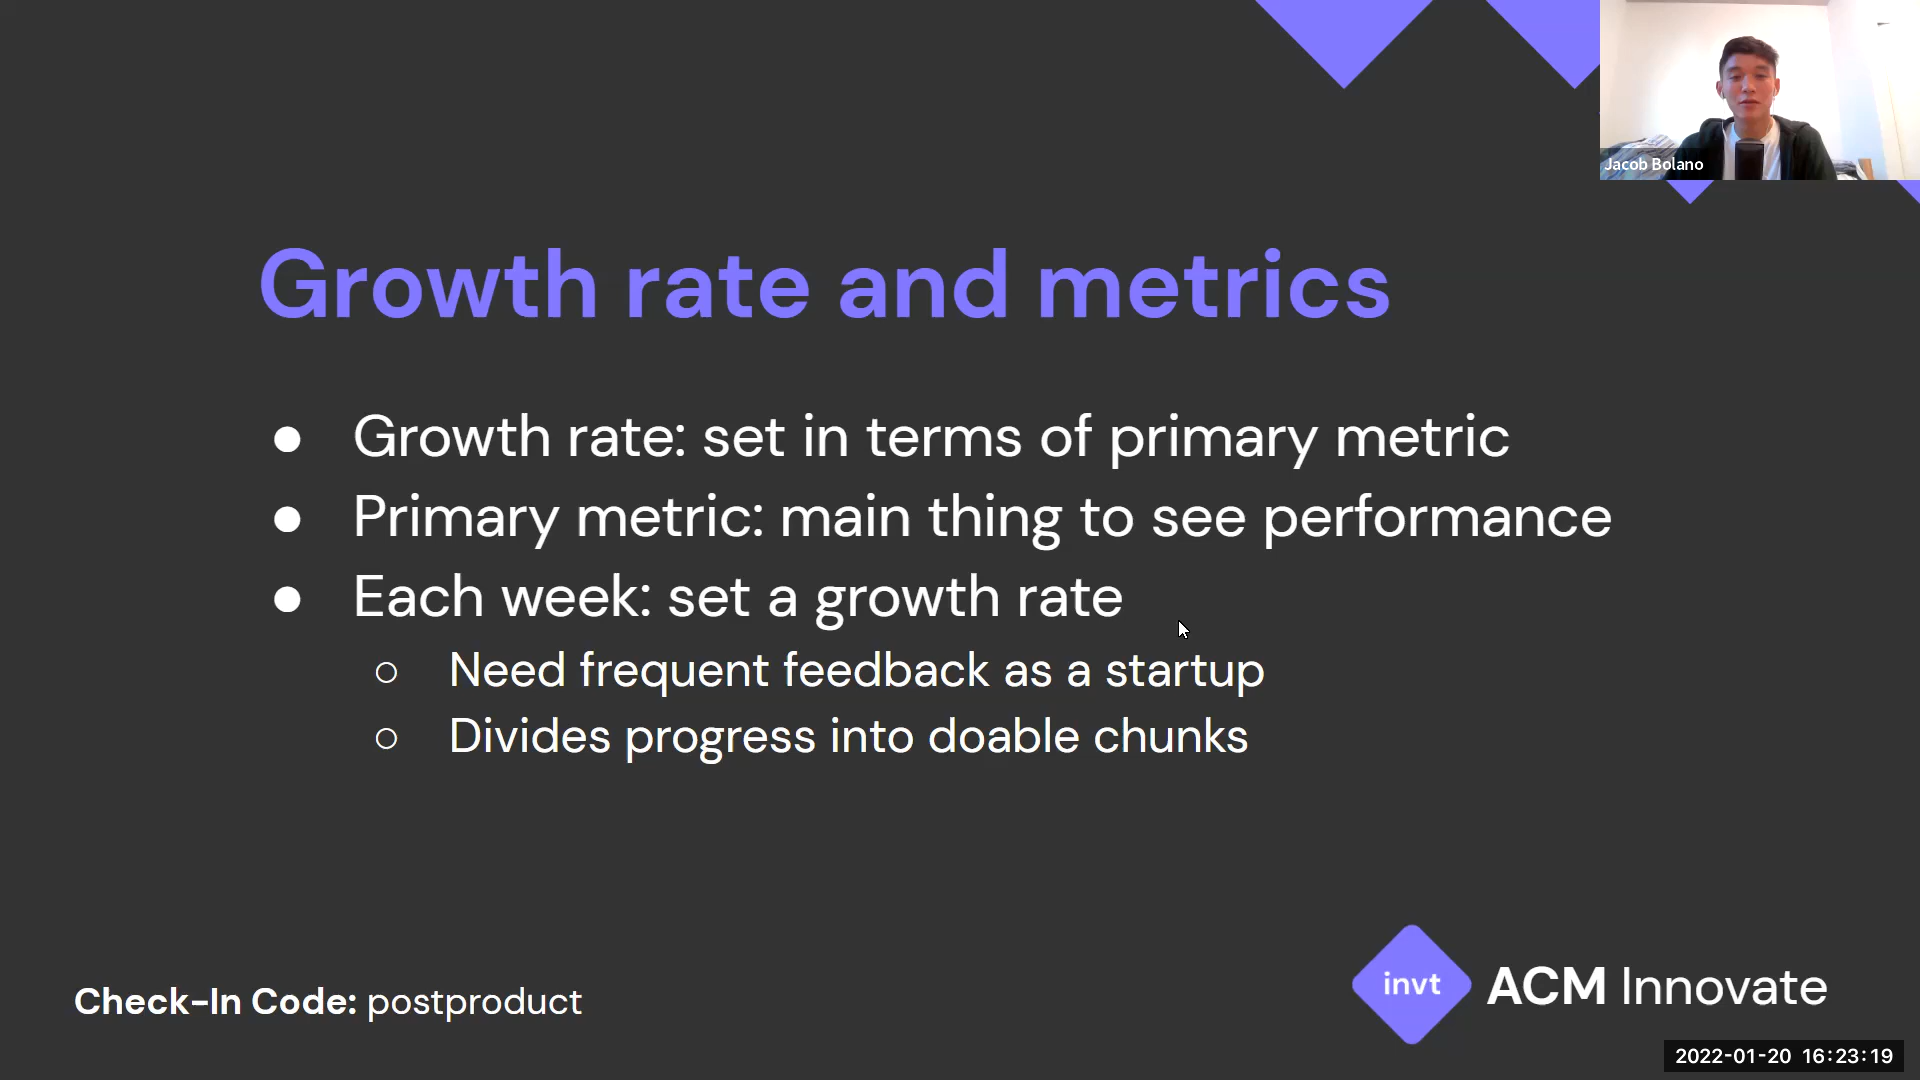 Jacob Bolano
Growth rate and metrics
● Growth rate: set in terms of primary metric
● Primary metric: main thing to see performance
● Each week: set a growth rate
○ Need frequent feedback as a startup
○ Divides progress into doable chunks
Check-In Code: postproduct
invt ACM Innovate
2022-01-20 16:23:19